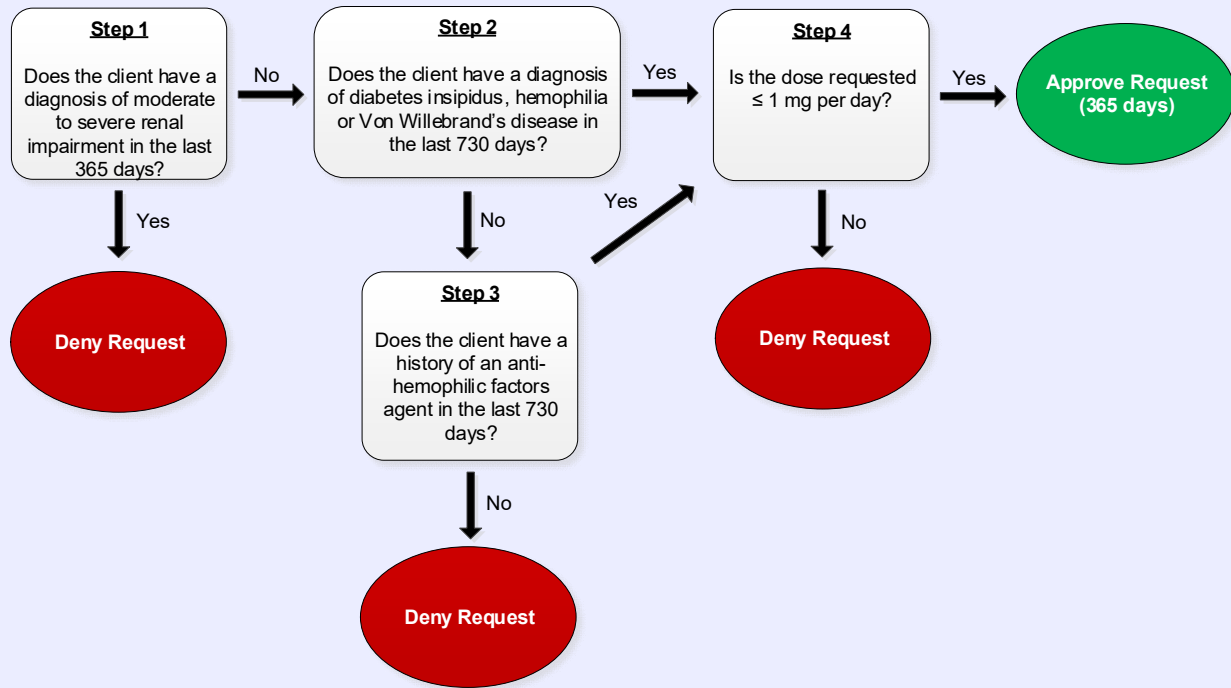 Step 1
Does the client have a
diagnosis of moderate
to severe renal
impairment in the last
365 days?
No
Step 2
Does the client have a diagnosis
of diabetes insipidus, hemophilia
or Von Willebrand’s disease in
the last 730 days?
Yes
Step 4
Is the dose requested
≤ 1 mg per day?
Yes
Approve Request
(365 days)
Yes
No
Yes
No
Deny Request
Step 3
Does the client have a
history of an anti-
hemophilic factors
agent in the last 730
days?
Deny Request
No
Deny Request